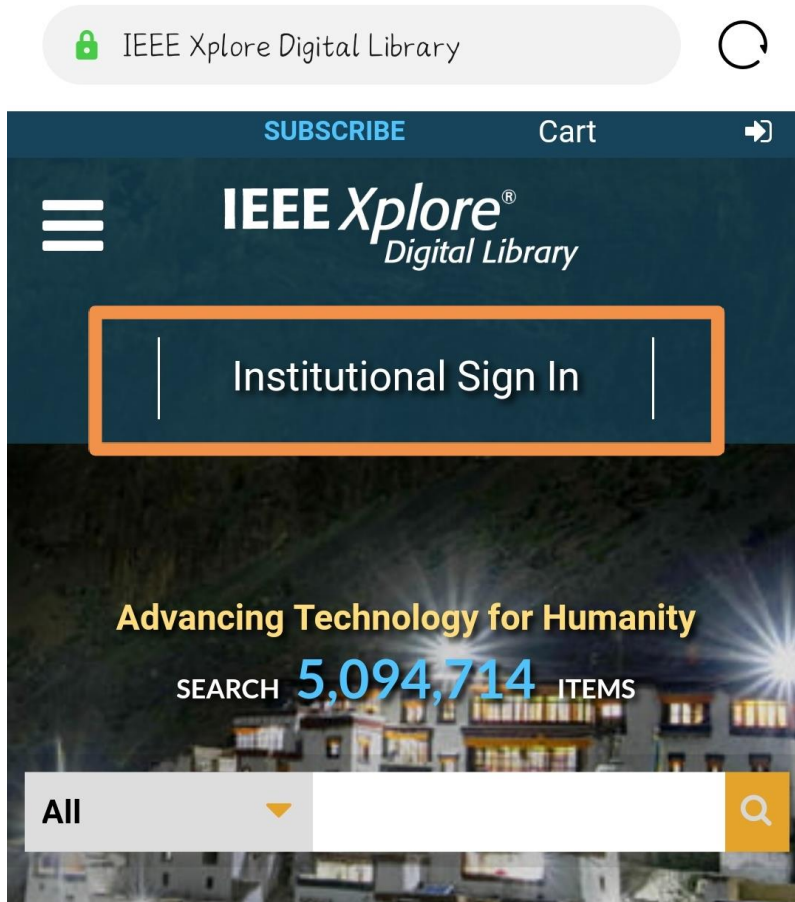 IEEE Xplore Digital Library
SUBSCRIBE Cart
IEEE Xplore®
Digital Library
Institutional Sign In
Advancing Technology for Humanity
SEARCH 5,094,714 ITEMS
All